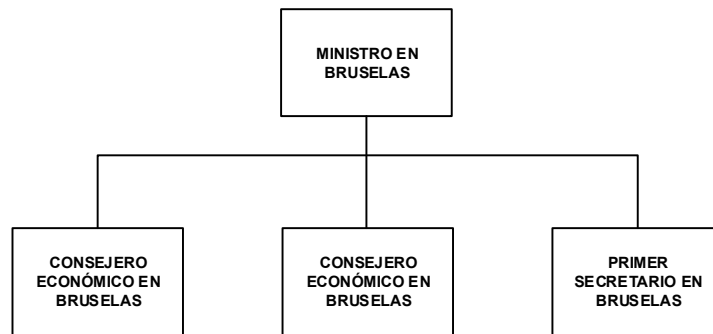 MINISTRO EN
BRUSELAS
CONSEJERO
ECONÓMICO EN
BRUSELAS
CONSEJERO
ECONÓMICO EN
BRUSELAS
PRIMER
SECRETARIO EN
BRUSELAS